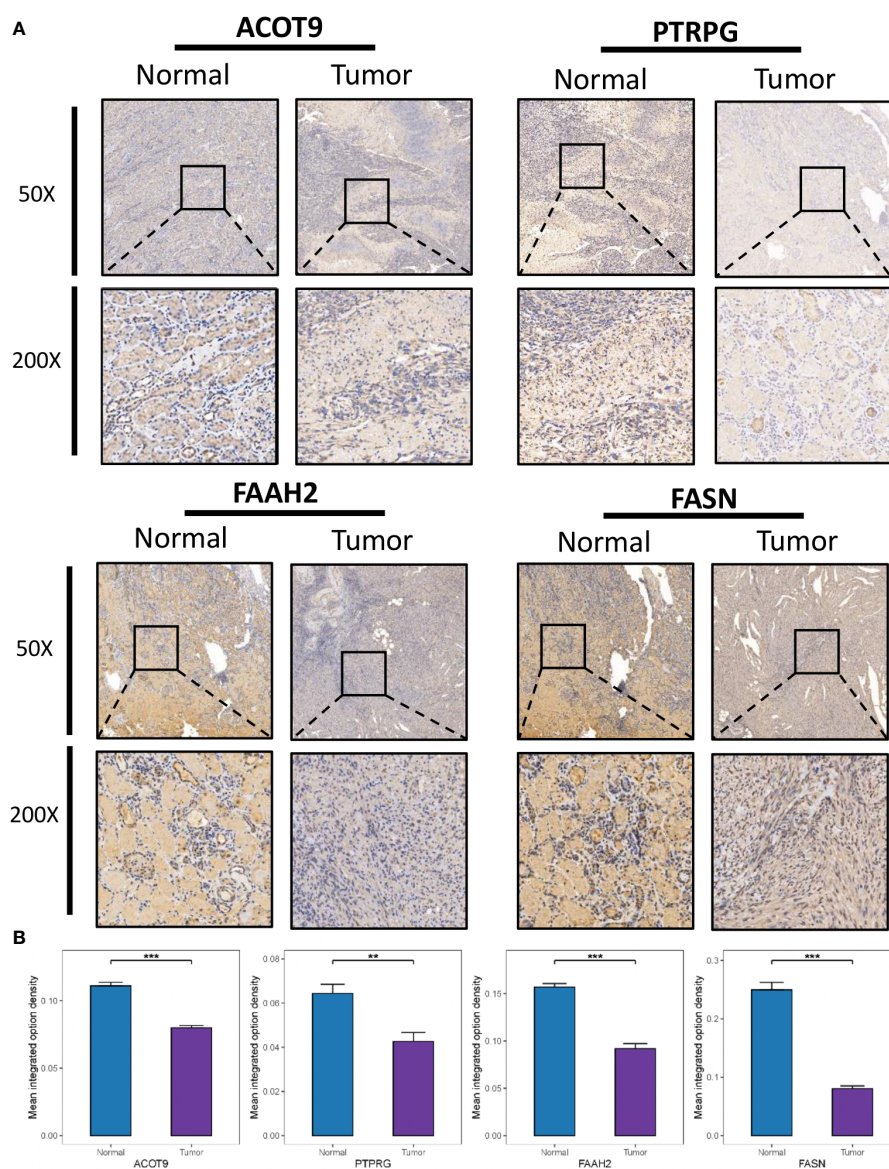 A
ACOT9
PTRPG
Normal
Tumor
Normal
Tumor
50X
200X
FAAH2
FASN
Normal
Tumor
Normal
Tumor
50X
200X
B
***
**
***
***
Mean integrated option density
0.10
0.05
0.00
Normal
Tumor
ACOT9
Mean integrated option density
0.08
0.06
0.04
0.02
0.00
Normal
Tumor
PTPRG
Mean integrated option density
0.15
0.10
0.05
0.00
Normal
Tumor
FAAH2
Mean integrated option density
0.3
0.2
0.1
0.0
Normal
Tumor
FASN